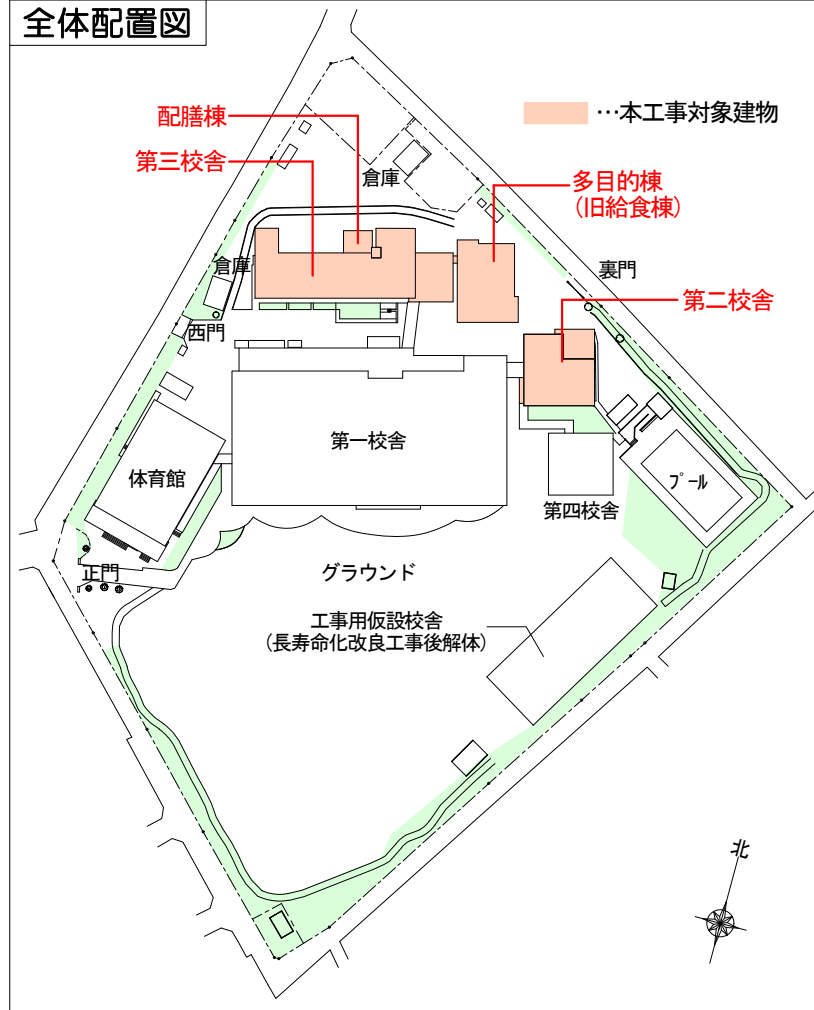 全体配置図
配膳棟
…本工事対象建物
第三校舎
倉庫
多目的棟
(旧給食棟)
倉庫
裏門
第二校舎
西門
第一校舎
体育館
プール
第四校舎
正門
グラウンド
工事用仮設校舎
(長寿命化改良工事後解体)
北